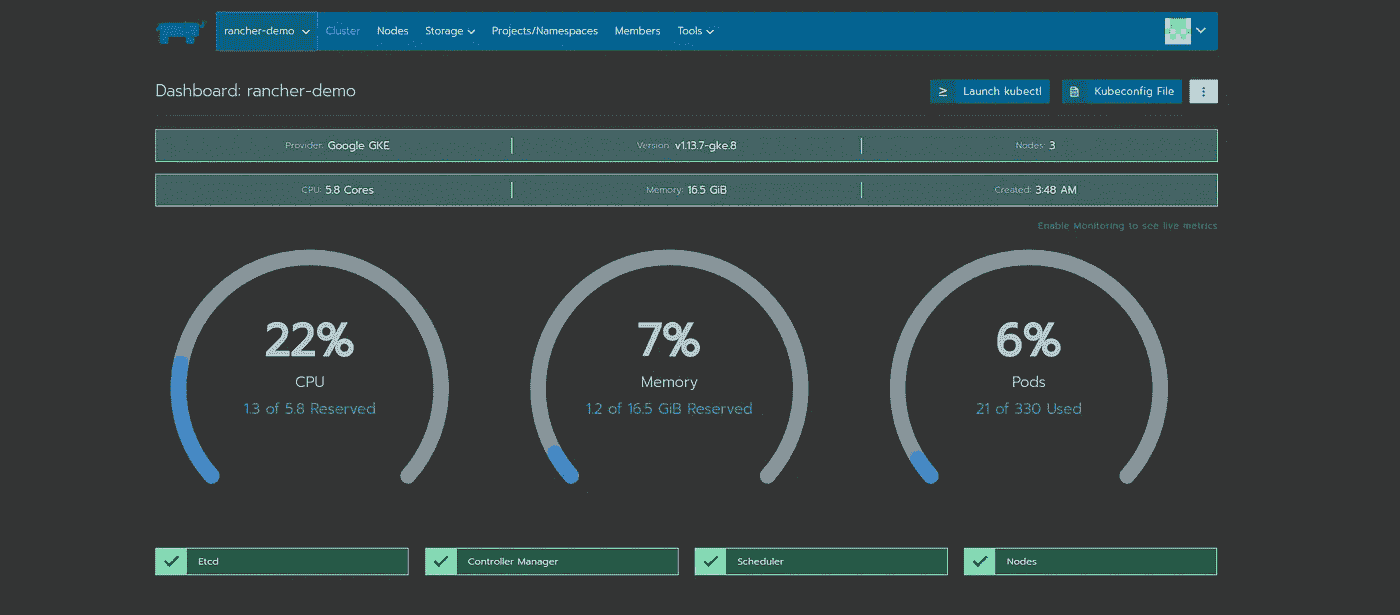 rancher-demo Cluster Nodes Storage Projects/Namespaces Members Tools
Dashboard: rancher-demo
Launch kubectl Kubeconfig File
Provider: Google GKE Version: v1.13.7-gke.8 Nodes: 3
CPU: 5.8 Cores Memory: 16.5 GiB Created: 3:48 AM
Enable Monitoring to see live metrics
22% 7% 6%
CPU Memory Pods
1.3 of 5.8 Reserved 1.2 of 16.5 GiB Reserved 21 of 330 Used
Etcd Controller Manager Scheduler Nodes